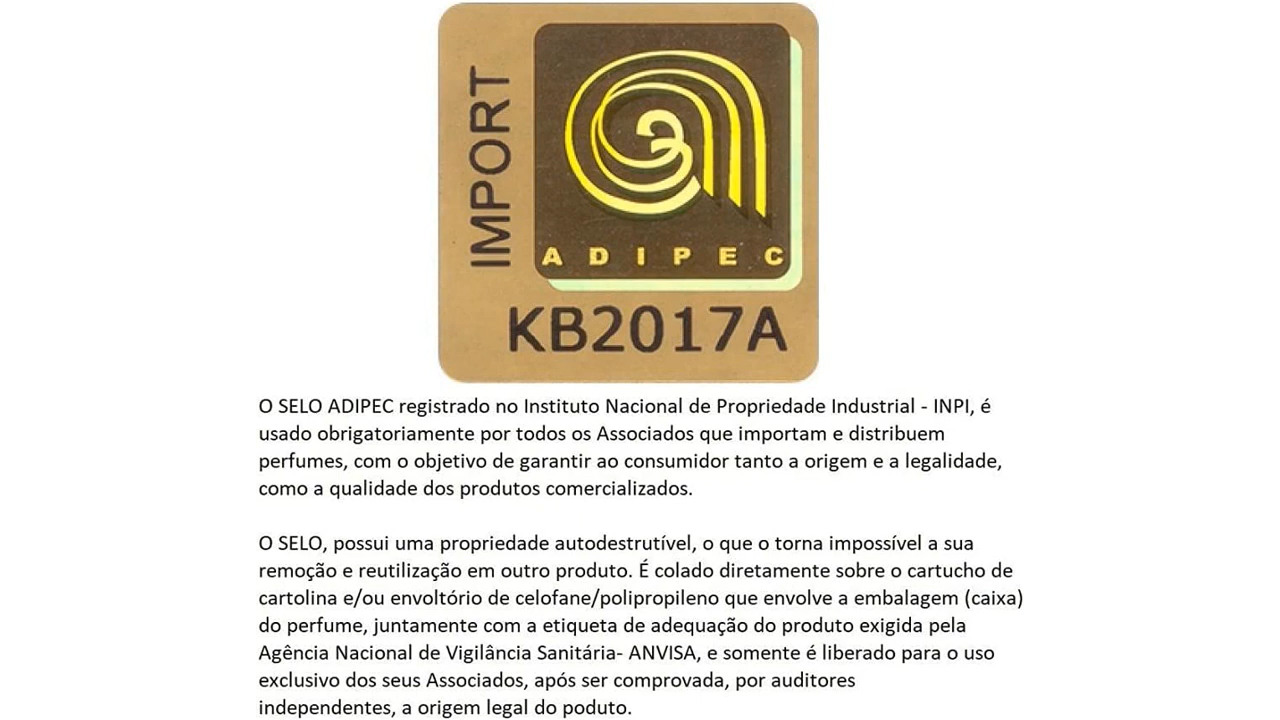 IMPORT
A D I P E C
KB2017A
O SELO ADIPEC registrado no Instituto Nacional de Propriedade Industrial - INPI, é
usado obrigatoriamente por todos os Associados que importam e distribuem
perfumes, com o objetivo de garantir ao consumidor tanto a origem e a legalidade,
como a qualidade dos produtos comercializados.
O SELO, possui uma propriedade autodestrutível, o que o torna impossível a sua
remoção e reutilização em outro produto. É colado diretamente sobre o cartucho de
cartolina e/ou envoltório de celofane/polipropileno que envolve a embalagem (caixa)
do perfume, juntamente com a etiqueta de adequação do produto exigida pela
Agência Nacional de Vigilância Sanitária- ANVISA, e somente é liberado para o uso
exclusivo dos seus Associados, após ser comprovada, por auditores
independentes, a origem legal do poduto.